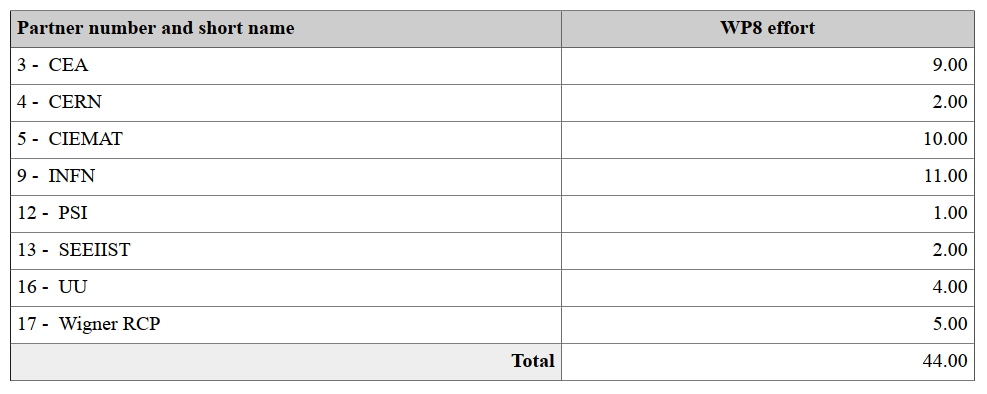 Partner number and short name WP8 effort
3 - CEA 9.00
4 - CERN 2.00
5 - CIEMAT 10.00
9 - INFN 11.00
12 - PSI 1.00
13 - SEEIIST 2.00
16 - UU 4.00
17 - Wigner RCP 5.00
Total 44.00